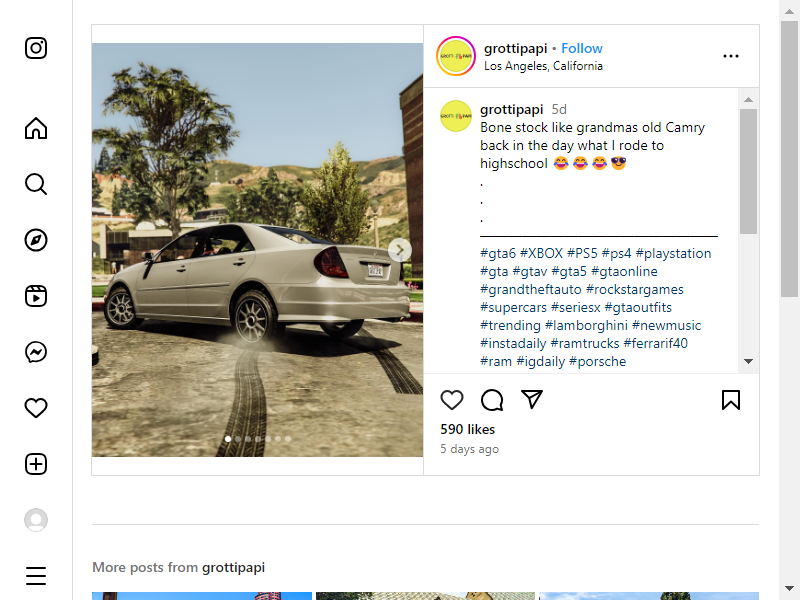 grottipapi • Follow
Los Angeles, California
grottipapi 5d
Bone stock like grandmas old Camry
back in the day what I rode to
highschool 😂 😂 😂 😎
.
.
.
#gta6 #XBOX #PS5 #ps4 #playstation
#gta #gtav #gta5 #gtaonline
#grandtheftauto #rockstargames
#supercars #seriesx #gtaoutfits
#trending #lamborghini #newmusic
#instadaily #ramtrucks #ferrarif40
#ram #igdaily #porsche
590 likes
5 days ago
More posts from grottipapi